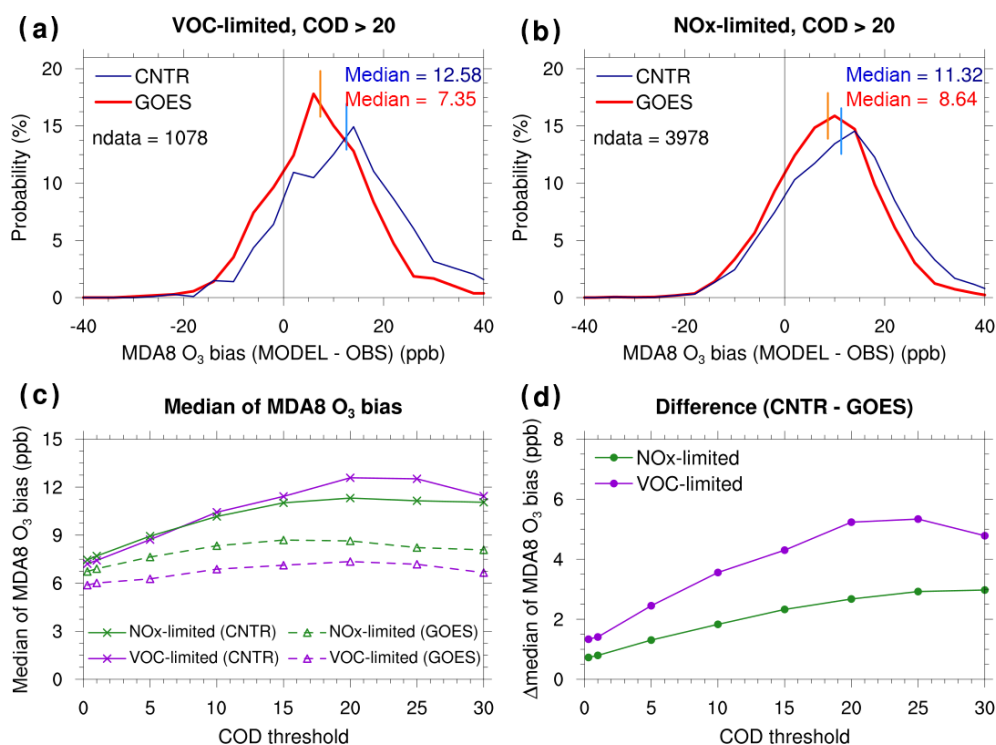 (a)
VOC-limited, COD > 20
20
15
10
5
0
Probability (%)
CNTR
GOES
ndata = 1078
Median = 12.58
Median = 7.35
-40
-20
0
20
40
MDA8 O₃ bias (MODEL - OBS) (ppb)
(b)
NOx-limited, COD > 20
20
15
10
5
0
Probability (%)
CNTR
GOES
ndata = 3978
Median = 11.32
Median = 8.64
-40
-20
0
20
40
MDA8 O₃ bias (MODEL - OBS) (ppb)
(c)
Median of MDA8 O₃ bias
15
12
9
6
3
0
Median of MDA8 O₃ bias (ppb)
NOx-limited (CNTR)
NOx-limited (GOES)
VOC-limited (CNTR)
VOC-limited (GOES)
0
5
10
15
20
25
30
COD threshold
(d)
Difference (CNTR - GOES)
8
6
4
2
0
Δmedian of MDA8 O₃ bias (ppb)
NOx-limited
VOC-limited
0
5
10
15
20
25
30
COD threshold